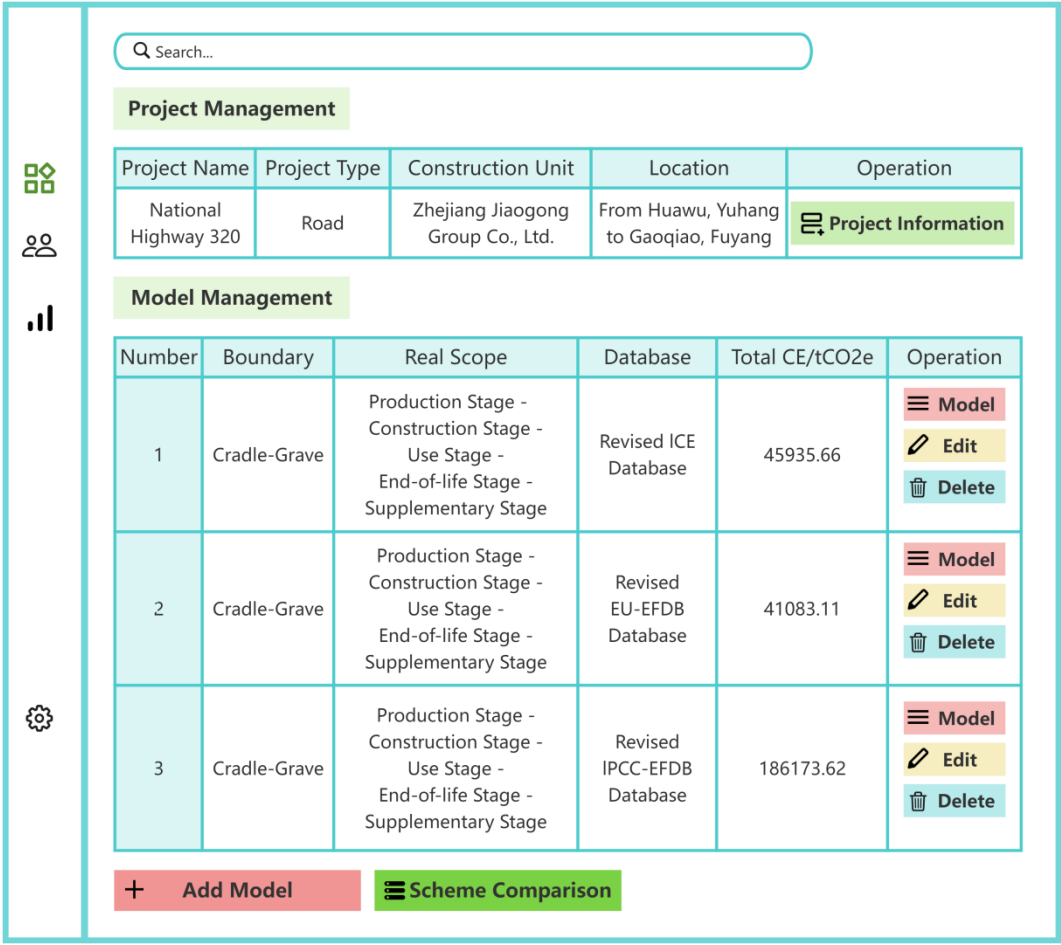 Search...
Project Management
Project Name Project Type Construction Unit Location Operation
National Highway 320 Road Zhejiang Jiaogong Group Co., Ltd. From Huawu, Yuhang to Gaoqiao, Fuyang Project Information
Model Management
Number Boundary Real Scope Database Total CE/tCO2e Operation
Production Stage -
Construction Stage -
Use Stage -
End-of-life Stage -
Supplementary Stage
1 Cradle-Grave Revised ICE Database 45935.66
Model
Edit
Delete
Production Stage -
Construction Stage -
Use Stage -
End-of-life Stage -
Supplementary Stage
2 Cradle-Grave Revised EU-EFDB Database 41083.11
Model
Edit
Delete
Production Stage -
Construction Stage -
Use Stage -
End-of-life Stage -
Supplementary Stage
3 Cradle-Grave Revised IPCC-EFDB Database 186173.62
Model
Edit
Delete
Add Model Scheme Comparison